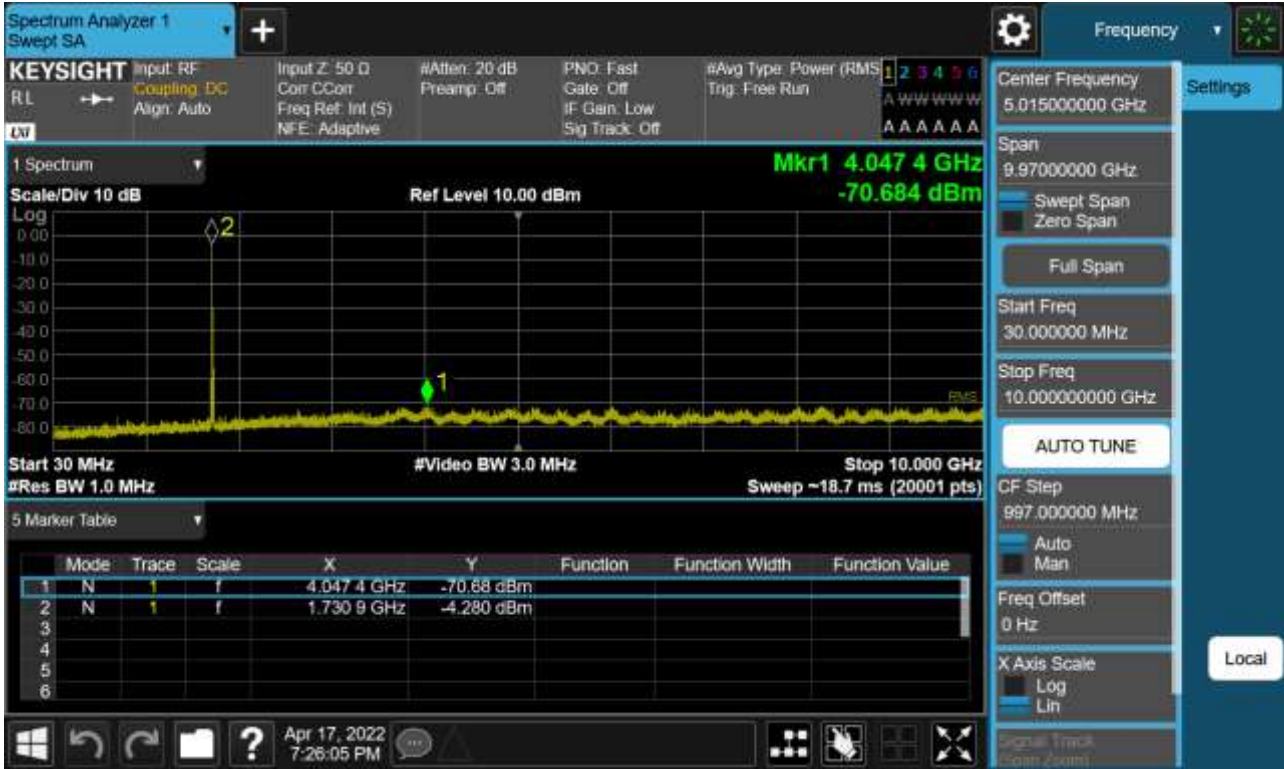 Spectrum Analyzer 1
Swept SA
Frequency
KEYSIGHT
RL
LXI
Input: RF
Coupling: DC
Align: Auto
Input Z: 50 Ω
Corr CCorr
Freq Ref: Int (S)
NFE: Adaptive
#Atten: 20 dB
Preamp: Off
PNO: Fast
Gate: Off
IF Gain: Low
Sig Track: Off
#Avg Type: Power (RMS
Trig: Free Run
1 2 3 4 5 6
A W W W W W
A A A A A A
1 Spectrum
Mkr1 4.047 4 GHz
Scale/Div 10 dB
Ref Level 10.00 dBm
-70.684 dBm
Log
0.00
-10.0
-20.0
-30.0
-40.0
-50.0
-60.0
-70.0
-80.0
2
1
RMS
Start 30 MHz
#Video BW 3.0 MHz
Stop 10.000 GHz
#Res BW 1.0 MHz
Sweep ~18.7 ms (20001 pts)
5 Marker Table
Mode Trace Scale X Y Function Function Width Function Value
1 N 1 f 4.047 4 GHz -70.68 dBm
2 N 1 f 1.730 9 GHz -4.280 dBm
3
4
5
6
Apr 17, 2022
7:26:05 PM
Center Frequency
5.015000000 GHz
Settings
Span
9.97000000 GHz
Swept Span
Zero Span
Full Span
Start Freq
30.000000 MHz
Stop Freq
10.000000000 GHz
AUTO TUNE
CF Step
997.000000 MHz
Auto
Man
Freq Offset
0 Hz
X Axis Scale
Log
Lin
Local
Signal Track
(Span Zoom)